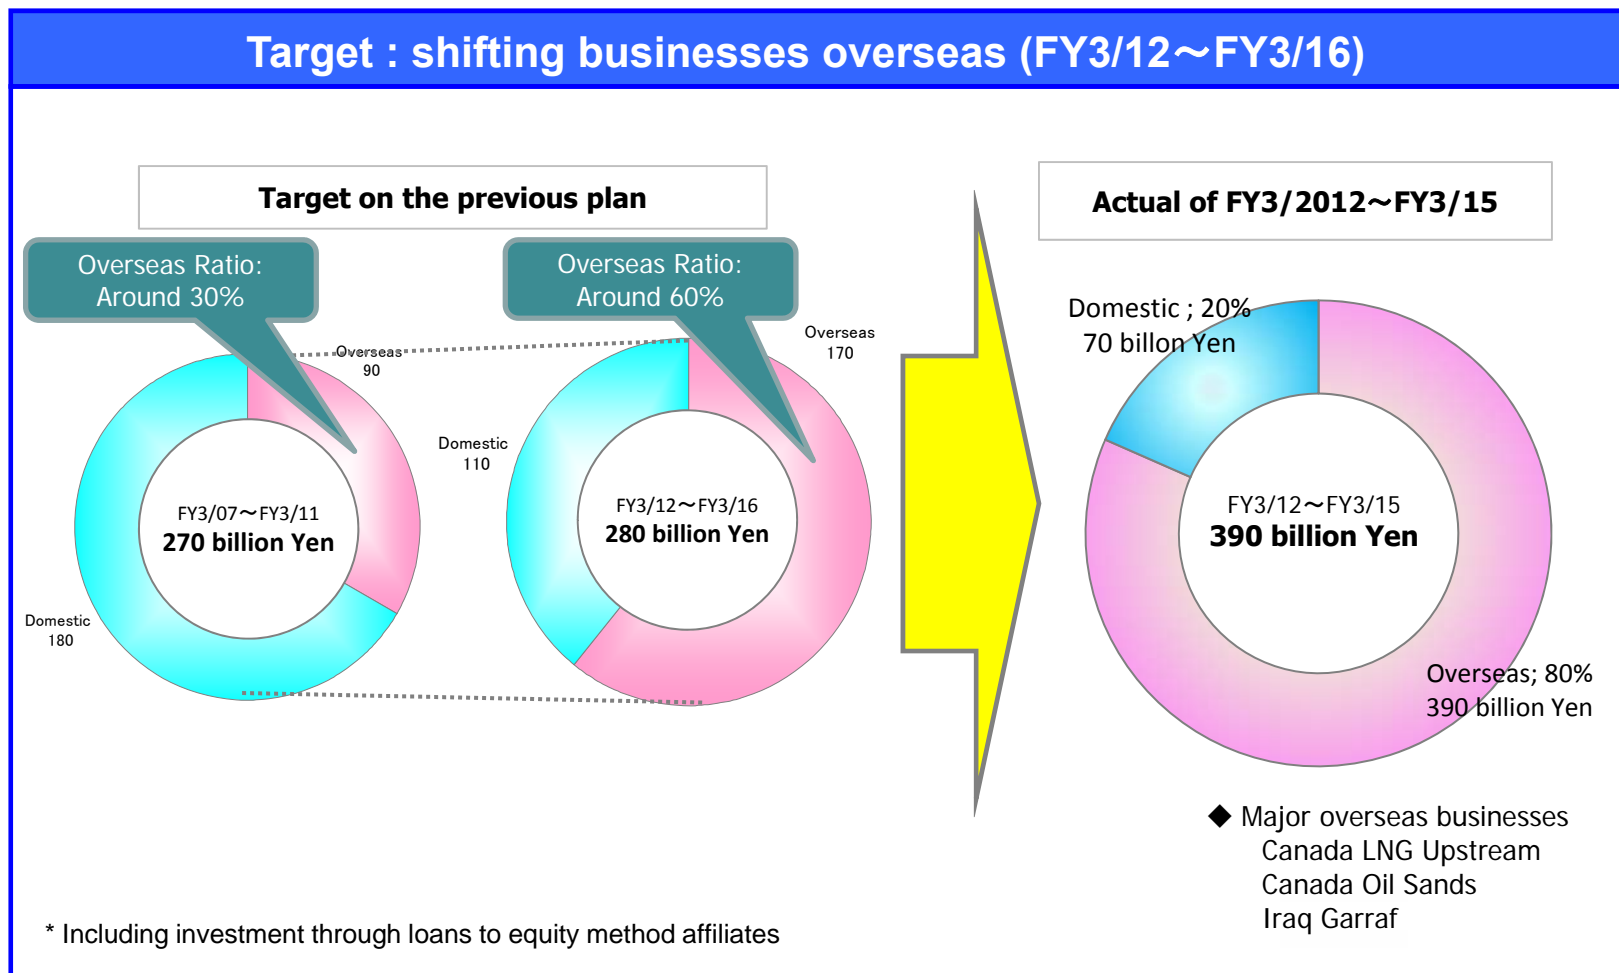 Target : shifting businesses overseas (FY3/12～FY3/16)
Target on the previous plan
Overseas Ratio:
Around 30%
Overseas
90
Domestic
180
FY3/07～FY3/11
270 billion Yen
Overseas Ratio:
Around 60%
Overseas
170
Domestic
110
FY3/12～FY3/16
280 billion Yen
Actual of FY3/2012～FY3/15
Domestic ; 20%
70 billon Yen
FY3/12～FY3/15
390 billion Yen
Overseas; 80%
390 billion Yen
◆ Major overseas businesses
Canada LNG Upstream
Canada Oil Sands
Iraq Garraf
* Including investment through loans to equity method affiliates